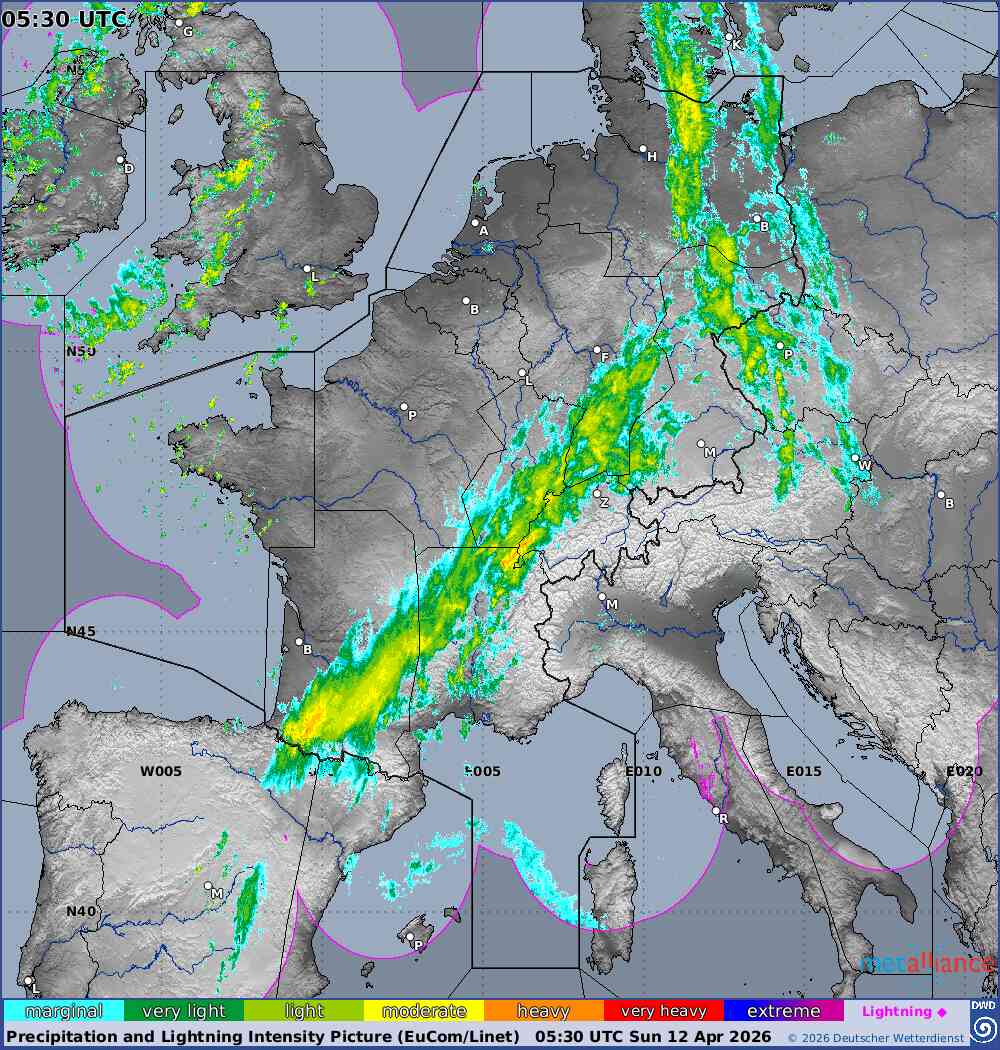 05:30 UTC
G
K
N55
D
H
A
B
L
B
N50
F
P
L
P
M
W
Z
B
M
N45
B
W005
E005
E010
E015
E020
R
M
N40
P
L
metalliance
marginal very light light moderate heavy very heavy extreme Lightning ◆
DWD
Precipitation and Lightning Intensity Picture (EuCom/Linet) 05:30 UTC Sun 12 Apr 2026 © 2026 Deutscher Wetterdienst